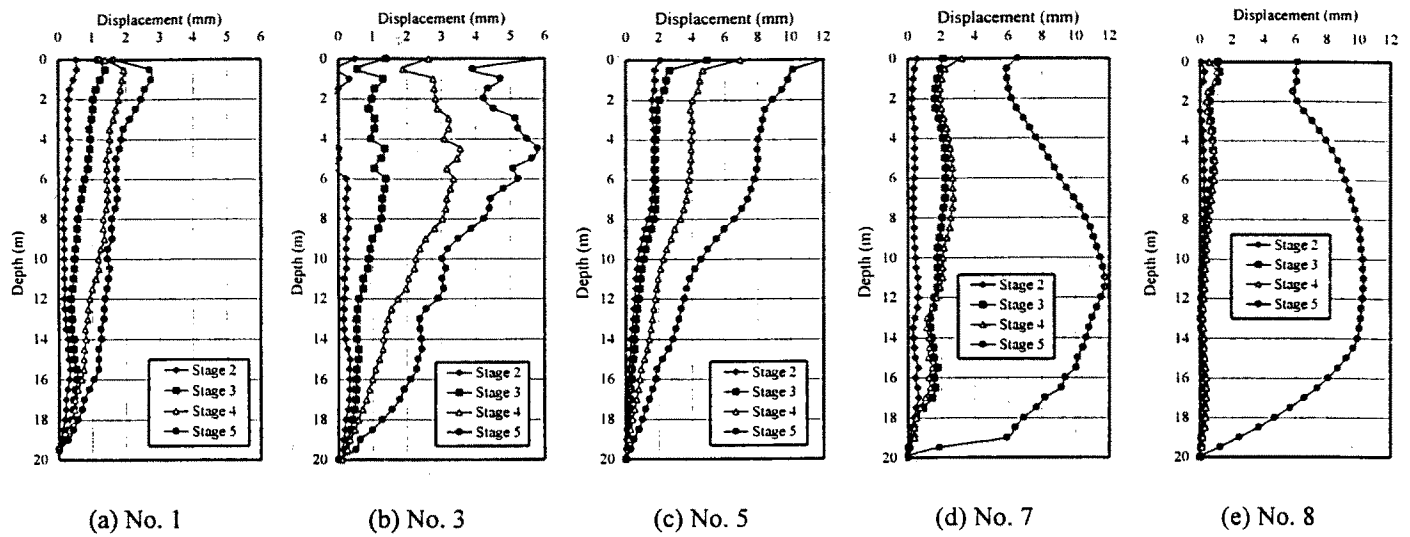 Displacement (mm)
0 1 2 3 4 5 6
0
2
4
6
8
10
12
14
16
18
20
Depth (m)
Stage 2
Stage 3
Stage 4
Stage 5
(a) No. 1
Displacement (mm)
0 1 2 3 4 5 6
0
2
4
6
8
10
12
14
16
18
20
Depth (m)
Stage 2
Stage 3
Stage 4
Stage 5
(b) No. 3
Displacement (mm)
0 2 4 6 8 10 12
0
2
4
6
8
10
12
14
16
18
20
Depth (m)
Stage 2
Stage 3
Stage 4
Stage 5
(c) No. 5
Displacement (mm)
0 2 4 6 8 10 12
0
2
4
6
8
10
12
14
16
18
20
Depth (m)
Stage 2
Stage 3
Stage 4
Stage 5
(d) No. 7
Displacement (mm)
0 2 4 6 8 10 12
0
2
4
6
8
10
12
14
16
18
20
Depth (m)
Stage 2
Stage 3
Stage 4
Stage 5
(e) No. 8